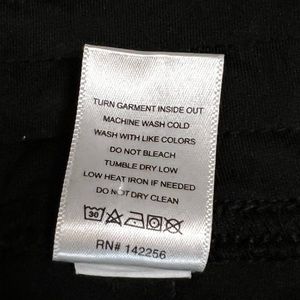 TURN GARMENT INSIDE OUT
MACHINE WASH COLD
WASH WITH LIKE COLORS
DO NOT BLEACH
TUMBLE DRY LOW
LOW HEAT IRON IF NEEDED
DO NOT DRY CLEAN
30
RN# 142256